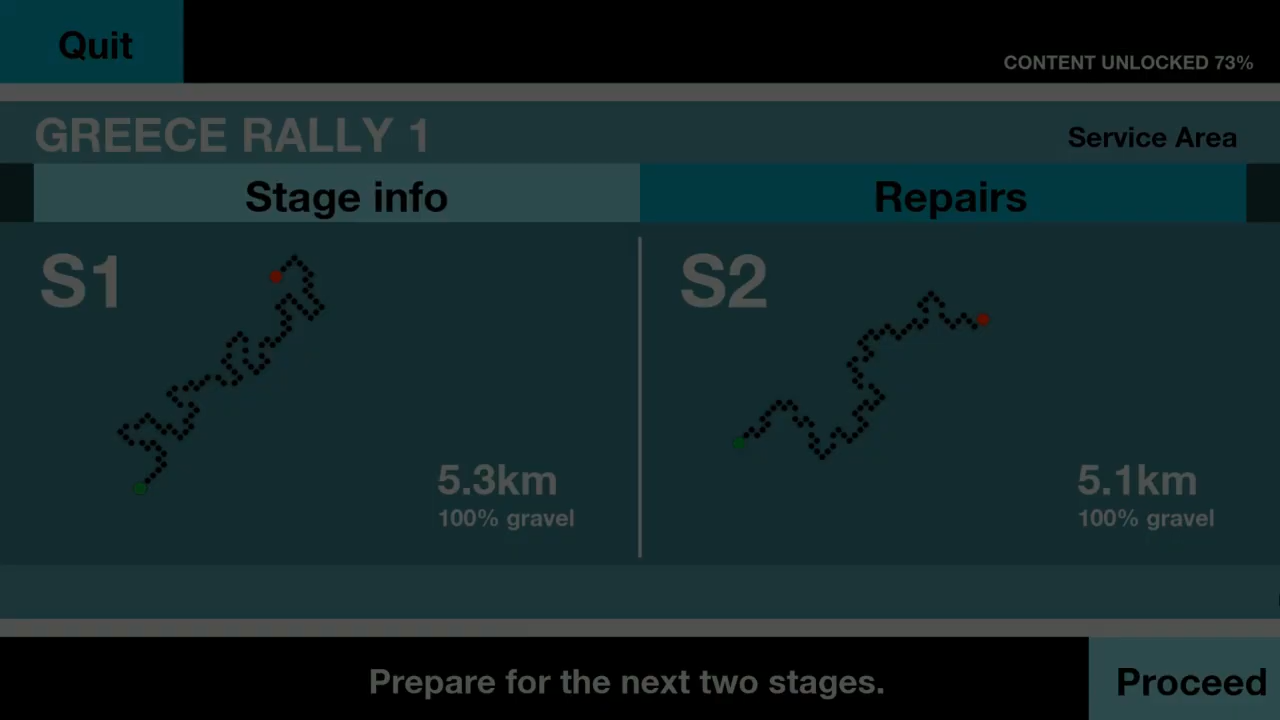 Quit
CONTENT UNLOCKED 73%
GREECE RALLY 1
Service Area
Stage info
Repairs
S1
S2
5.3km
100% gravel
5.1km
100% gravel
Prepare for the next two stages.
Proceed